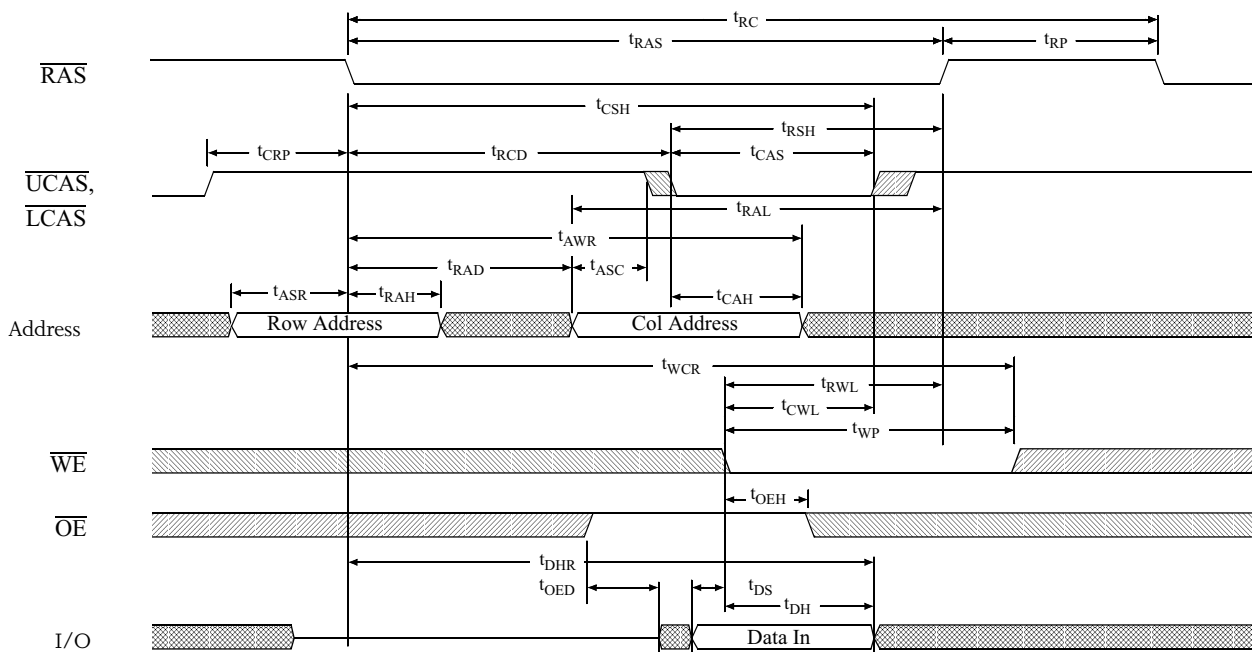 tRC
tRAS
tRP
RAS
tCSH
tRSH
tCRP
tRCD
tCAS
UCAS,
LCAS
tRAL
tAWR
tRAD
tASC
tASR
tRAH
tCAH
Address
Row Address
Col Address
tWCR
tRWL
tCWL
tWP
WE
tOEH
OE
tDHR
tOED
tDS
tDH
I/O
Data In